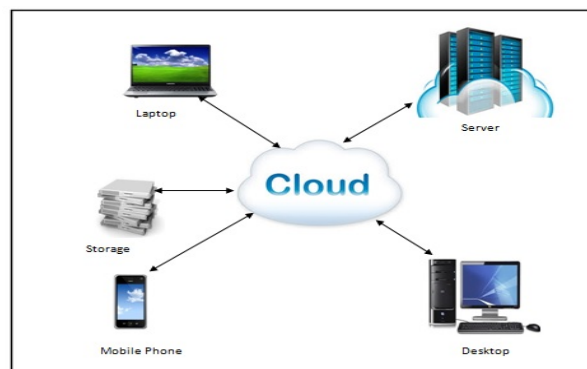 Laptop
Server
Cloud
Storage
Mobile Phone
Desktop